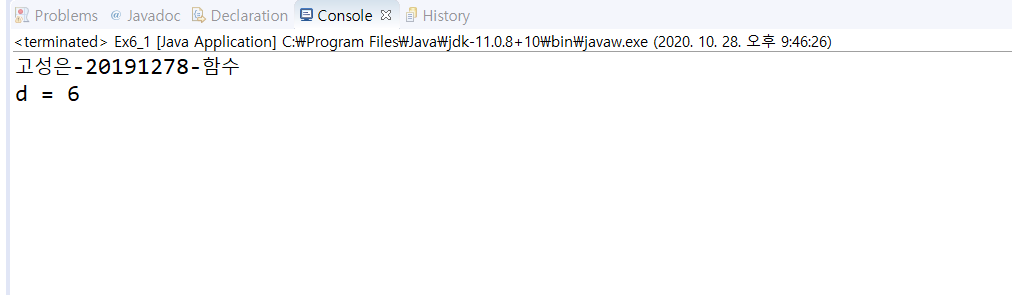 Problems @ Javadoc Declaration Console History
<terminated> Ex6_1 [Java Application] C:₩Program Files₩Java₩jdk-11.0.8+10₩bin₩javaw.exe (2020. 10. 28. 오후 9:46:26)
고성은-20191278-함수
d = 6